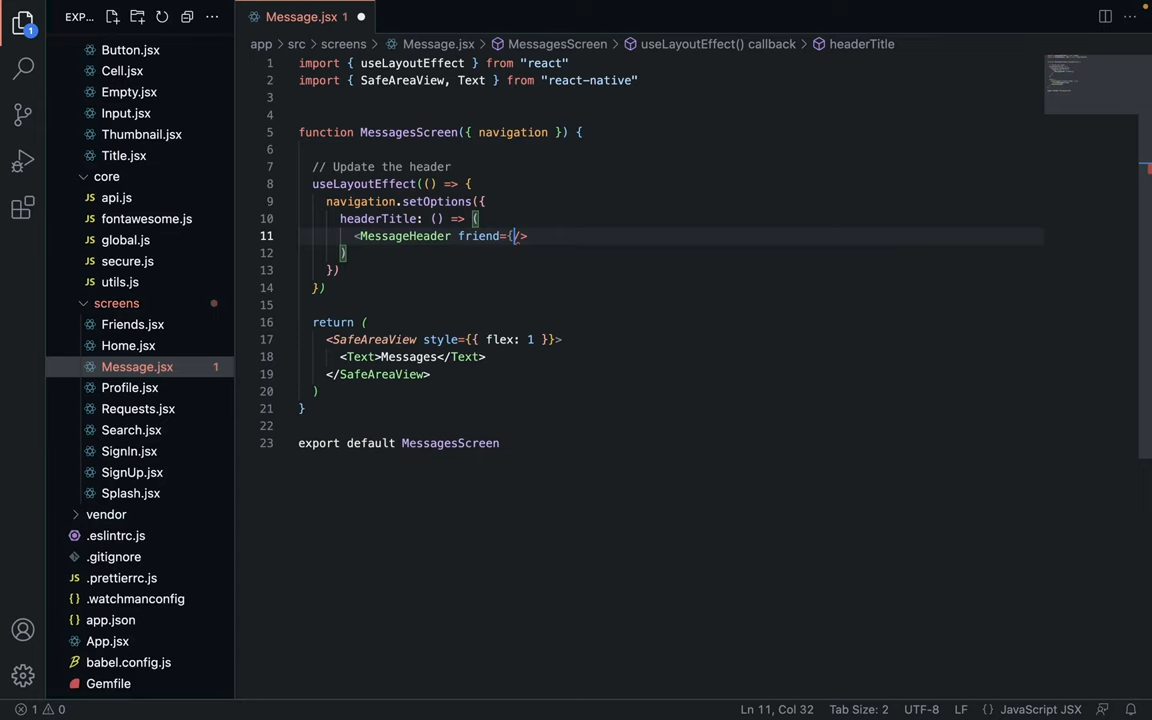 EXP...
Message.jsx 1
1
app > src > screens > Message.jsx > MessagesScreen > useLayoutEffect() callback > headerTitle
Button.jsx
Cell.jsx
Empty.jsx
Input.jsx
Thumbnail.jsx
Title.jsx
core
api.js
fontawesome.js
global.js
secure.js
utils.js
screens
Friends.jsx
Home.jsx
Message.jsx 1
Profile.jsx
Requests.jsx
Search.jsx
SignIn.jsx
SignUp.jsx
Splash.jsx
vendor
.eslintrc.js
.gitignore
.prettierrc.js
.watchmanconfig
app.json
App.jsx
babel.config.js
Gemfile
1 import { useLayoutEffect } from "react"
2 import { SafeAreaView, Text } from "react-native"
3
4
5 function MessagesScreen({ navigation }) {
6
7   // Update the header
8   useLayoutEffect(() => {
9     navigation.setOptions({
10       headerTitle: () => (
11         <MessageHeader friend={/>
12       )
13     })
14   })
15
16   return (
17     <SafeAreaView style={{ flex: 1 }}>
18       <Text>Messages</Text>
19     </SafeAreaView>
20   )
21 }
22
23 export default MessagesScreen
1 0 Ln 11, Col 32 Tab Size: 2 UTF-8 LF {} JavaScript JSX